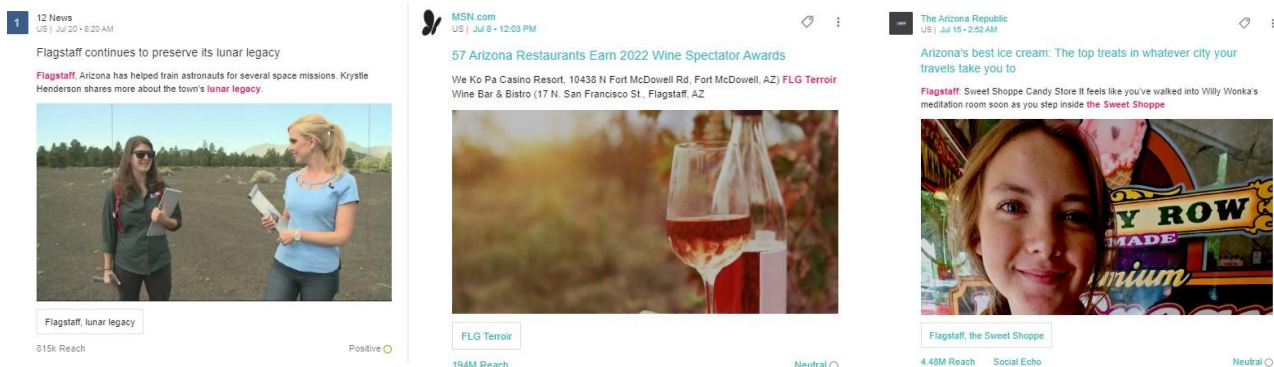 1
12 News
US | Jul 20 • 8:20 AM
Flagstaff continues to preserve its lunar legacy
Flagstaff, Arizona has helped train astronauts for several space missions. Krystle
Henderson shares more about the town's lunar legacy.
Flagstaff, lunar legacy
815k Reach
Positive
MSN.com
US | Jul 8 • 12:03 PM
57 Arizona Restaurants Earn 2022 Wine Spectator Awards
We Ko Pa Casino Resort, 10438 N Fort McDowell Rd, Fort McDowell, AZ) FLG Terroir
Wine Bar & Bistro (17 N. San Francisco St., Flagstaff, AZ
FLG Terroir
194M Reach
Neutral
The Arizona Republic
US | Jul 15 • 2:52 AM
Arizona's best ice cream: The top treats in whatever city your
travels take you to
Flagstaff: Sweet Shoppe Candy Store It feels like you've walked into Willy Wonka's
meditation room soon as you step inside the Sweet Shoppe
Y ROW
MADE
mium
Flagstaff, the Sweet Shoppe
4.48M Reach
Social Echo
Neutral